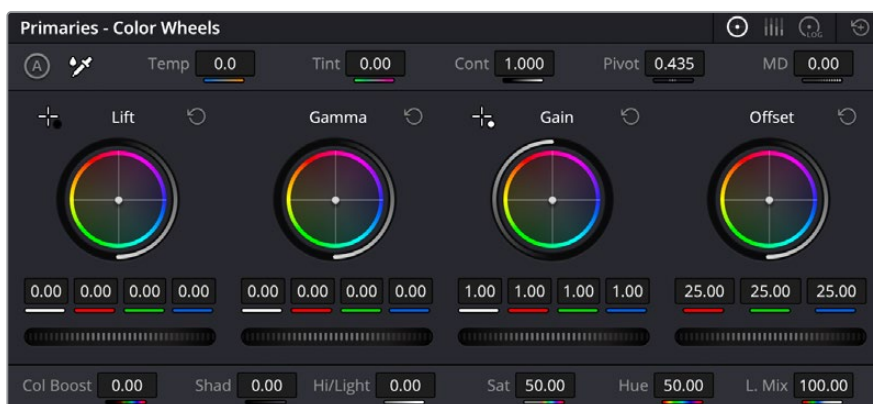 Primaries - Color Wheels
LOG
A Temp 0.0 Tint 0.00 Cont 1.000 Pivot 0.435 MD 0.00
Lift Gamma Gain Offset
0.00 0.00 0.00 0.00 0.00 0.00 0.00 0.00 1.00 1.00 1.00 1.00 25.00 25.00 25.00
Col Boost 0.00 Shad 0.00 Hi/Light 0.00 Sat 50.00 Hue 50.00 L. Mix 100.00